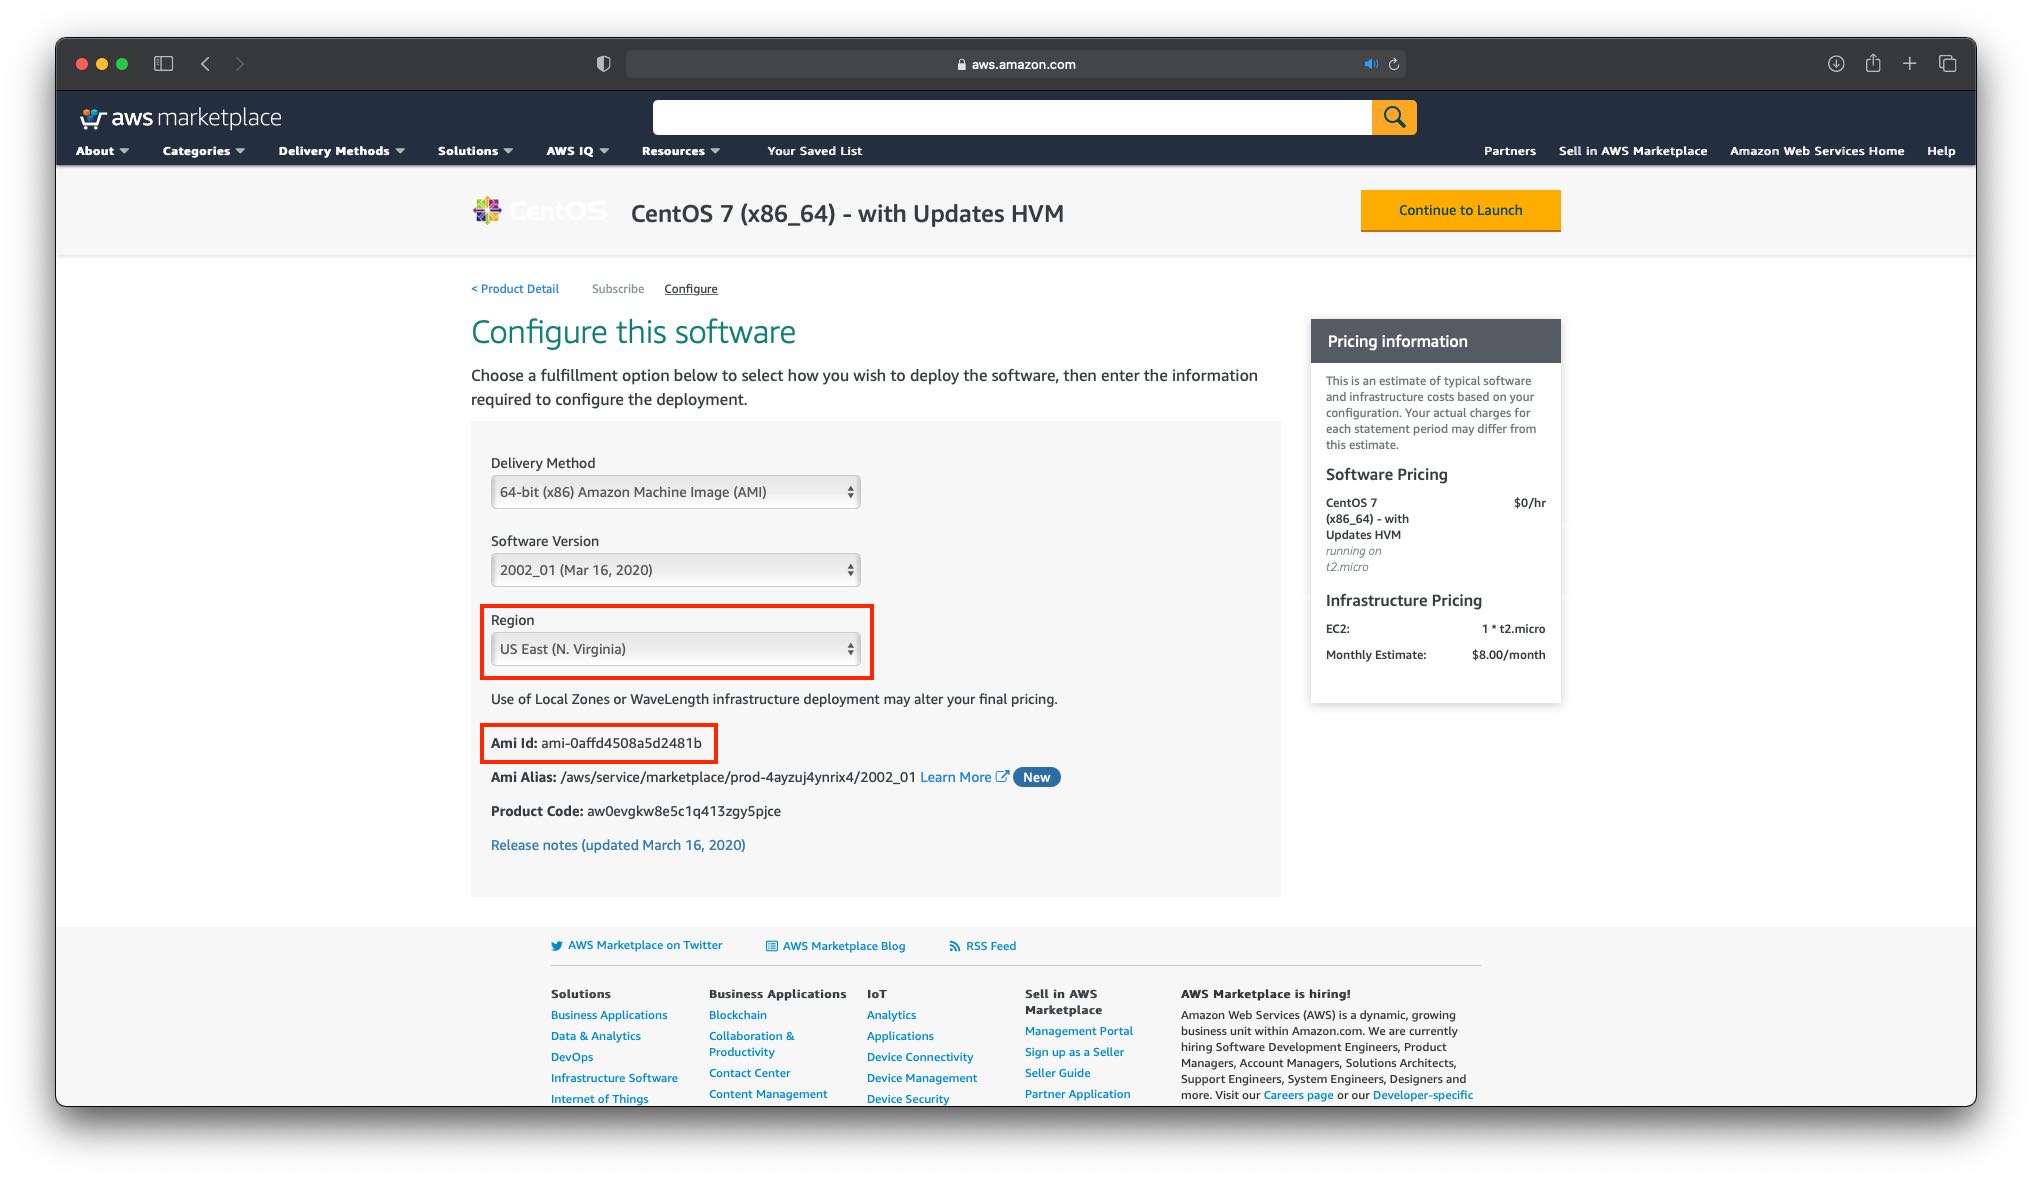 aws.amazon.com
aws marketplace
About
Categories
Delivery Methods
Solutions
AWS IQ
Resources
Your Saved List
Partners
Sell in AWS Marketplace
Amazon Web Services Home
Help
CentOS
CentOS 7 (x86_64) - with Updates HVM
Continue to Launch
< Product Detail
Subscribe
Configure
Configure this software
Choose a fulfillment option below to select how you wish to deploy the software, then enter the information
required to configure the deployment.
Delivery Method
64-bit (x86) Amazon Machine Image (AMI)
Software Version
2002_01 (Mar 16, 2020)
Region
US East (N. Virginia)
Use of Local Zones or WaveLength infrastructure deployment may alter your final pricing.
Ami Id: ami-0affd4508a5d2481b
Ami Alias: /aws/service/marketplace/prod-4ayzuj4ynrix4/2002_01 Learn More New
Product Code: aw0evgkw8e5c1q413zgy5pjce
Release notes (updated March 16, 2020)
Pricing information
This is an estimate of typical software
and infrastructure costs based on your
configuration. Your actual charges for
each statement period may differ from
this estimate.
Software Pricing
CentOS 7 $0/hr
(x86_64) - with
Updates HVM
running on
t2.micro
Infrastructure Pricing
EC2: 1 * t2.micro
Monthly Estimate: $8.00/month
AWS Marketplace on Twitter
AWS Marketplace Blog
RSS Feed
Solutions
Business Applications
Data & Analytics
DevOps
Infrastructure Software
Internet of Things
Business Applications
Blockchain
Collaboration &
Productivity
Contact Center
Content Management
IoT
Analytics
Applications
Device Connectivity
Device Management
Device Security
Sell in AWS
Marketplace
Management Portal
Sign up as a Seller
Seller Guide
Partner Application
AWS Marketplace is hiring!
Amazon Web Services (AWS) is a dynamic, growing
business unit within Amazon.com. We are currently
hiring Software Development Engineers, Product
Managers, Account Managers, Solutions Architects,
Support Engineers, System Engineers, Designers and
more. Visit our Careers page or our Developer-specific